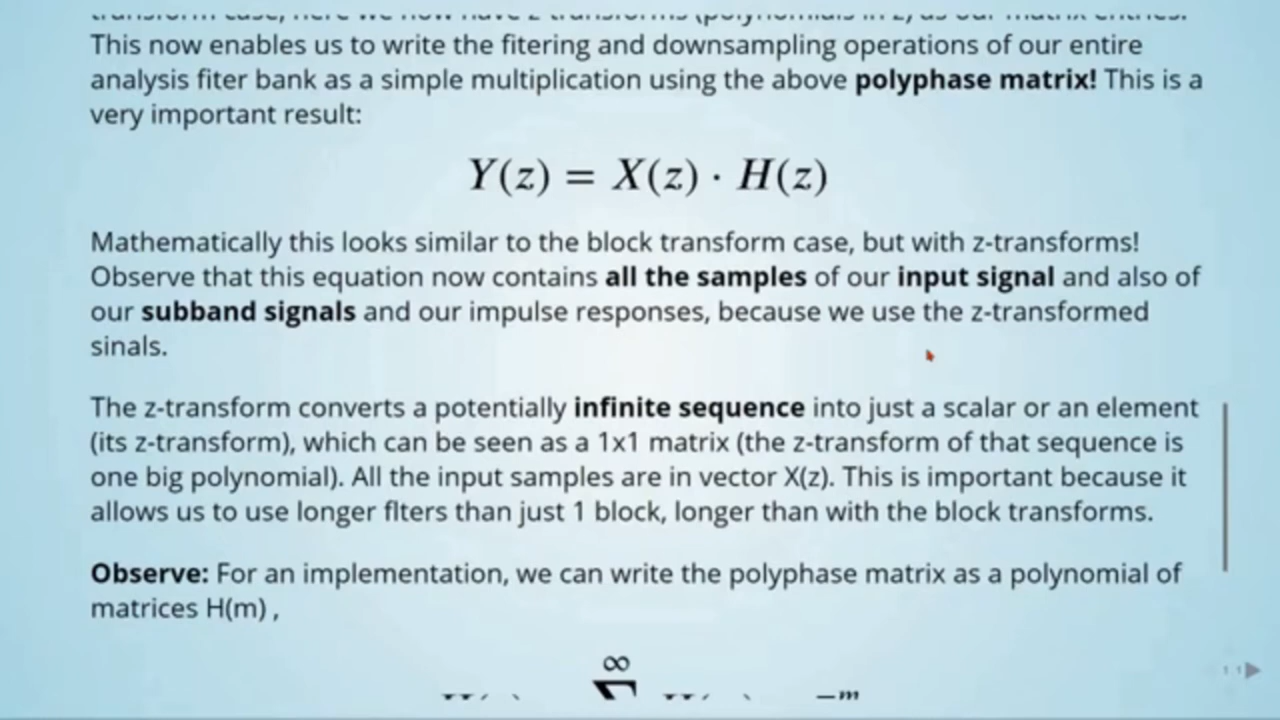 This now enables us to write the fitering and downsampling operations of our entire
analysis fiter bank as a simple multiplication using the above polyphase matrix! This is a
very important result:
Y(z) = X(z) · H(z)
Mathematically this looks similar to the block transform case, but with z-transforms!
Observe that this equation now contains all the samples of our input signal and also of
our subband signals and our impulse responses, because we use the z-transformed
sinals.
The z-transform converts a potentially infinite sequence into just a scalar or an element
(its z-transform), which can be seen as a 1x1 matrix (the z-transform of that sequence is
one big polynomial). All the input samples are in vector X(z). This is important because it
allows us to use longer flters than just 1 block, longer than with the block transforms.
Observe: For an implementation, we can write the polyphase matrix as a polynomial of
matrices H(m) ,
∞